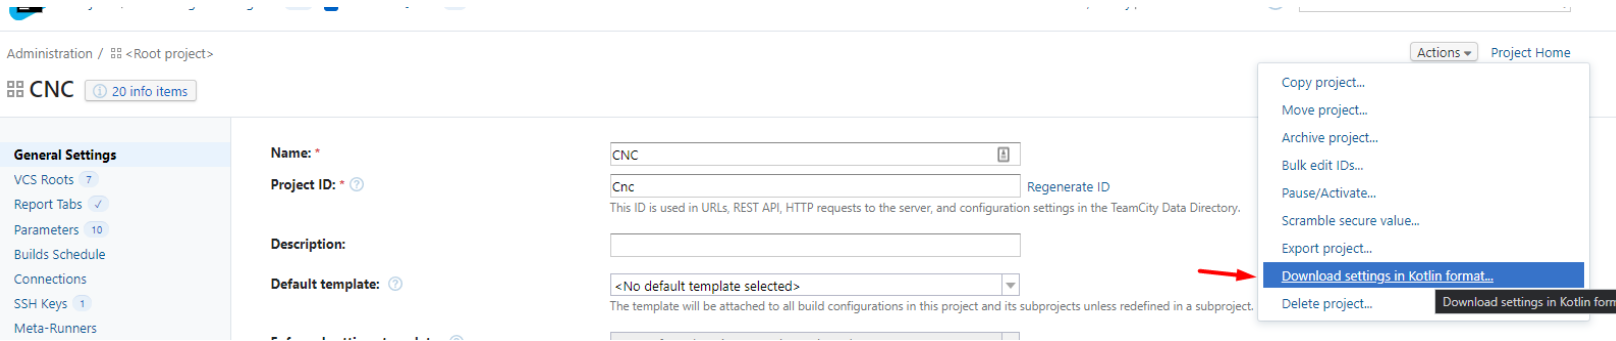 Administration / <Root project>
Actions
Project Home
CNC
20 info items
General Settings
VCS Roots 7
Report Tabs
Parameters 10
Builds Schedule
Connections
SSH Keys 1
Meta-Runners
Name: *
CNC
Project ID: *
Cnc
Regenerate ID
This ID is used in URLs, REST API, HTTP requests to the server, and configuration settings in the TeamCity Data Directory.
Description:
Default template:
<No default template selected>
The template will be attached to all build configurations in this project and its subprojects unless redefined in a subproject.
Copy project...
Move project...
Archive project...
Bulk edit IDs...
Pause/Activate...
Scramble secure value...
Export project...
Download settings in Kotlin format...
Delete project...
Download settings in Kotlin form